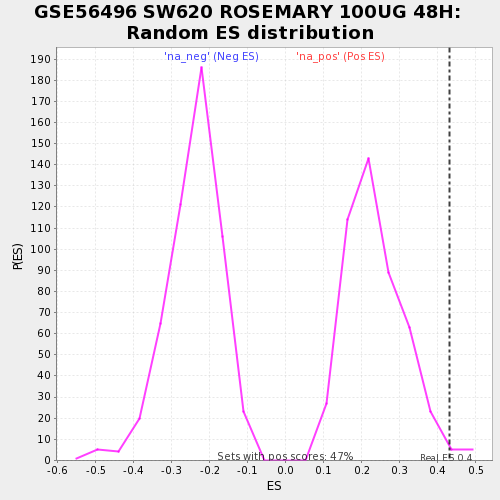 GSE56496 SW620 ROSEMARY 100UG 48H:
Random ES distribution
'na_neg' (Neg ES) 'na_pos' (Pos ES)
190
180
170
160
150
140
130
120
110
100
90
80
70
60
50
40
30
20
10
0
P(ES)
Sets with pos scores: 47%
Real ES 0.4
-0.6 -0.5 -0.4 -0.3 -0.2 -0.1 0.0 0.1 0.2 0.3 0.4 0.5
ES